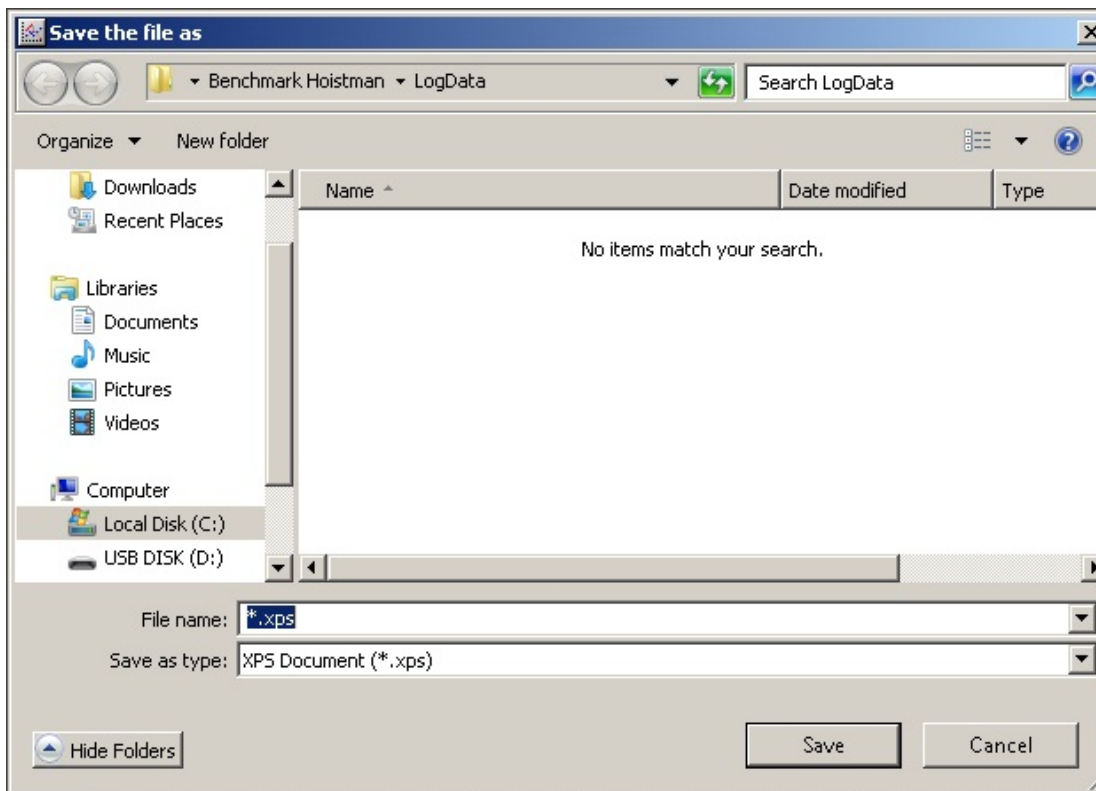 Save the file as
Benchmark Hoistman LogData
Search LogData
Organize New folder
Name Date modified Type
No items match your search.
Downloads
Recent Places
Libraries
Documents
Music
Pictures
Videos
Computer
Local Disk (C:)
USB DISK (D:)
File name: *.xps
Save as type: XPS Document (*.xps)
Hide Folders
Save Cancel